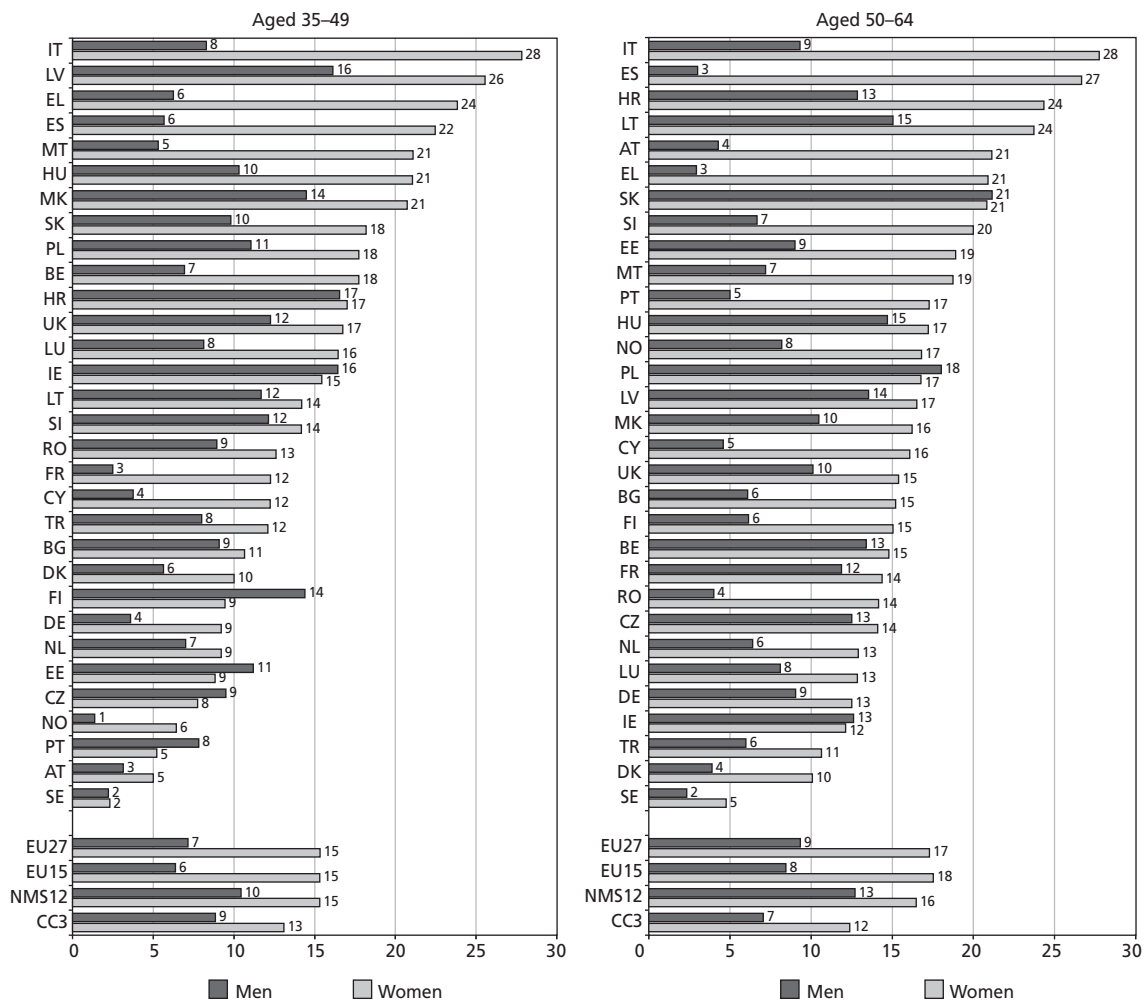 Aged 35–49
IT 8 28
LV 16 26
EL 6 24
ES 6 22
MT 5 21
HU 10 21
MK 14 21
SK 10 18
PL 11 18
BE 7 18
HR 17 17
UK 12 17
LU 8 16
IE 16 15
LT 12 14
SI 12 14
RO 9 13
FR 3 12
CY 4 12
TR 8 12
BG 9 11
DK 6 10
FI 14 9
DE 4 9
NL 7 9
EE 11 9
CZ 9 8
NO 1 6
PT 8 5
AT 3 5
SE 2 2
EU27 7 15
EU15 6 15
NMS12 10 15
CC3 9 13
0 5 10 15 20 25 30
Men Women
Aged 50–64
IT 9 28
ES 3 27
HR 13 24
LT 15 24
AT 4 21
EL 3 21
SK 21 21
SI 7 20
EE 9 19
MT 7 19
PT 5 17
HU 15 17
NO 8 17
PL 18 17
LV 14 17
MK 10 16
CY 5 16
UK 10 15
BG 6 15
FI 6 15
BE 13 15
FR 12 14
RO 4 14
CZ 13 14
NL 6 13
LU 8 13
DE 9 13
IE 13 12
TR 6 11
DK 4 10
SE 2 5
EU27 9 17
EU15 8 18
NMS12 13 16
CC3 7 12
0 5 10 15 20 25 30
Men Women